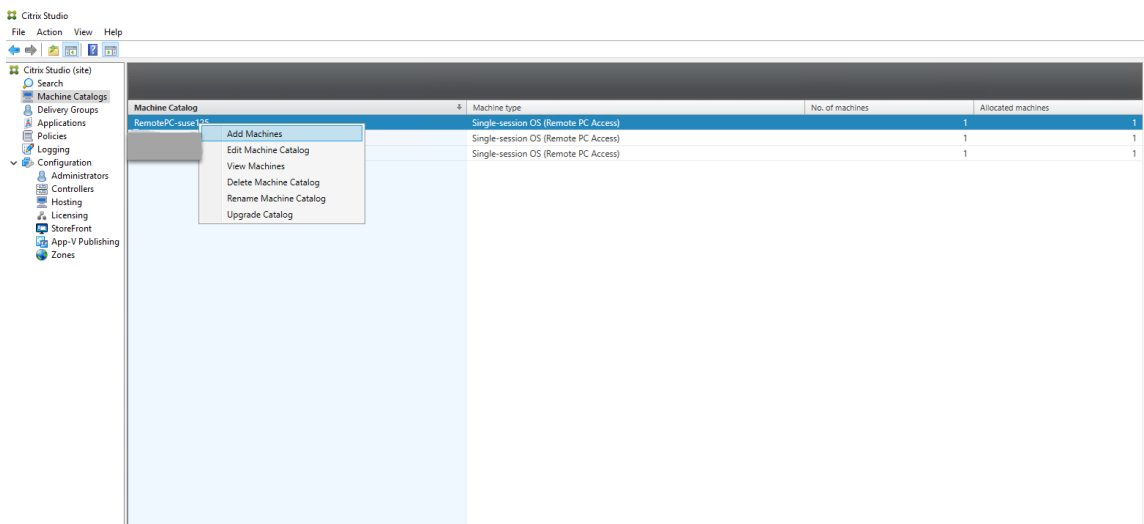 Citrix Studio
File Action View Help
Citrix Studio (site)
Search
Machine Catalogs
Delivery Groups
Applications
Policies
Logging
Configuration
Administrators
Controllers
Hosting
Licensing
StoreFront
App-V Publishing
Zones
Machine Catalog Machine type No. of machines Allocated machines
RemotePC-suse125 Single-session OS (Remote PC Access) 1 1
Single-session OS (Remote PC Access) 1 1
Single-session OS (Remote PC Access) 1 1
Add Machines
Edit Machine Catalog
View Machines
Delete Machine Catalog
Rename Machine Catalog
Upgrade Catalog